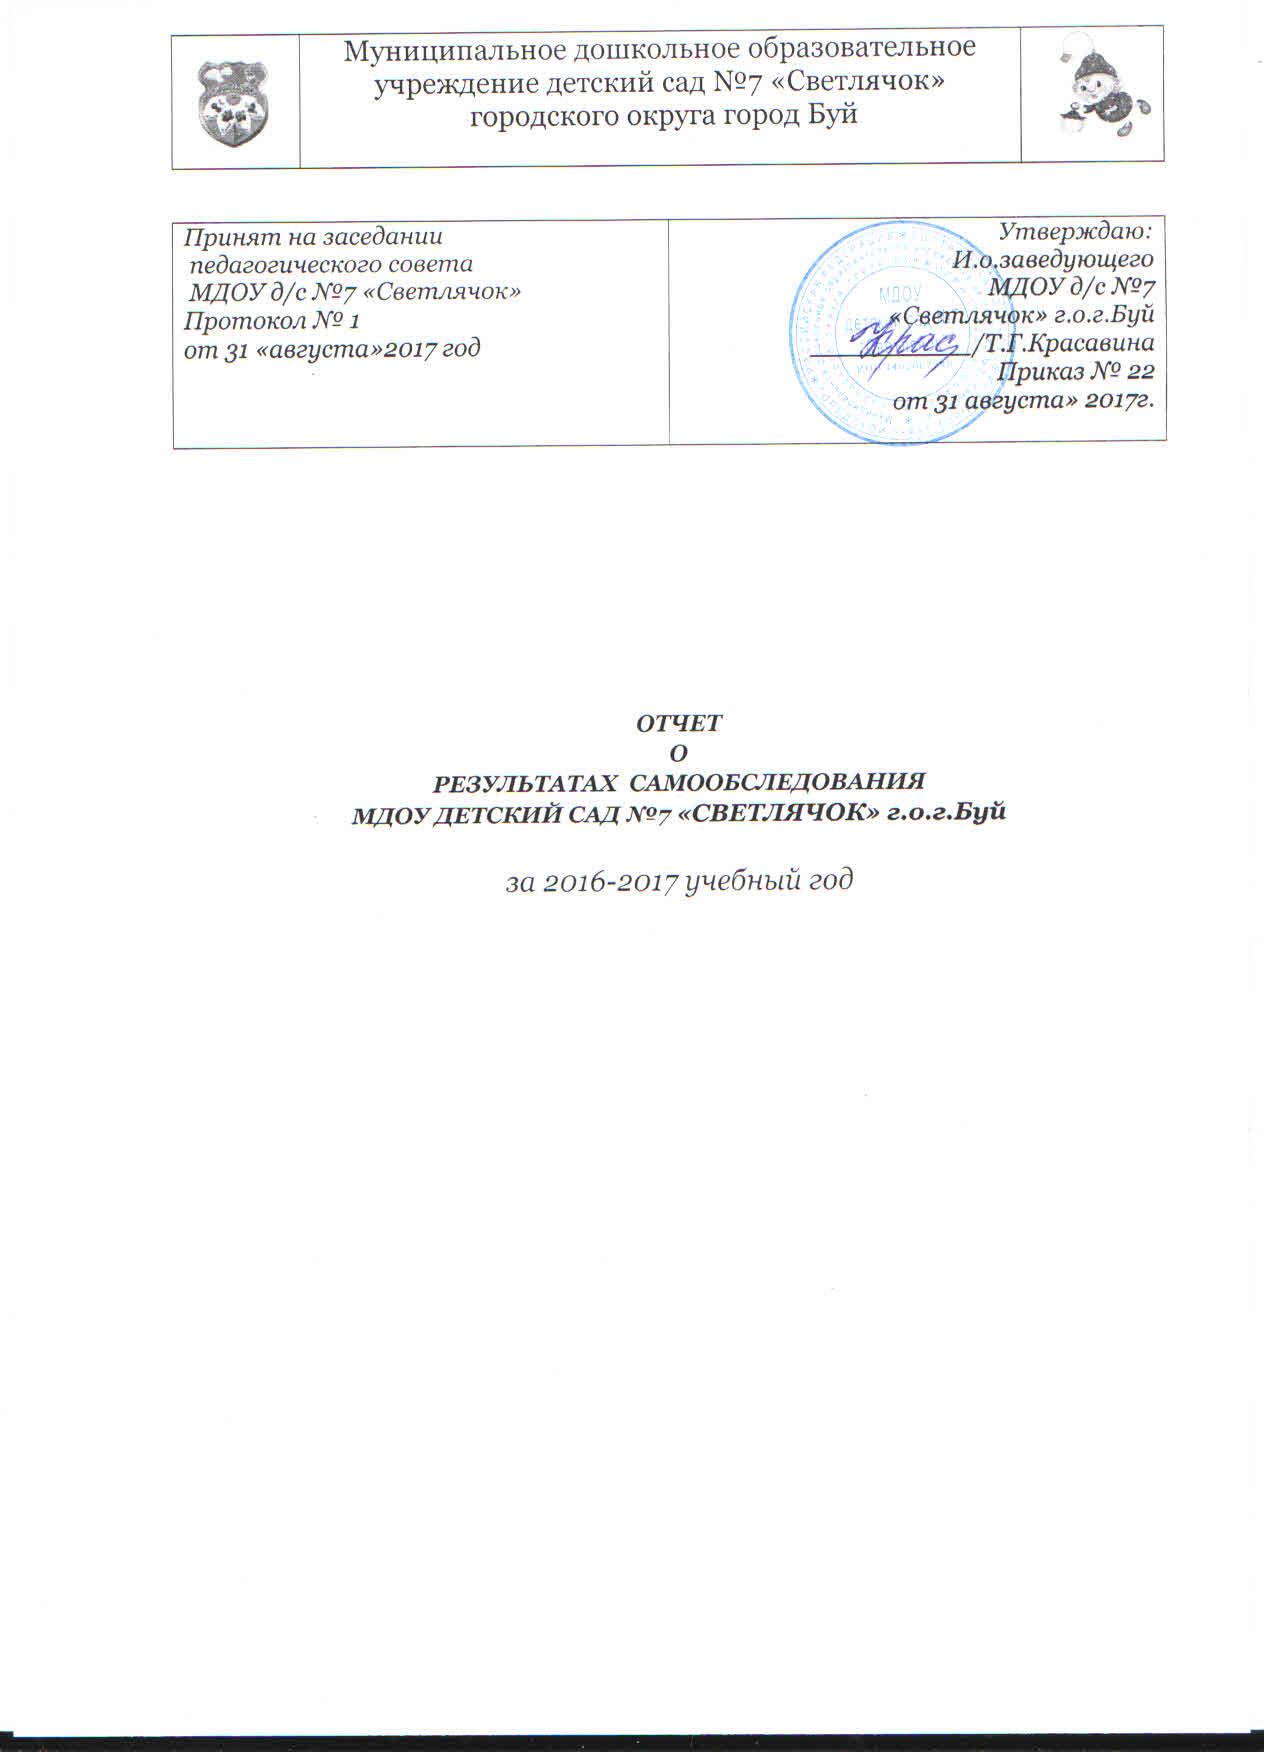 Муниципальное дошкольное образовательное
учреждение детский сад №7 «Светлячок»
городского округа город Буй
Принят на заседании
педагогического совета
МДОУ д/с №7 «Светлячок»
Протокол № 1
от 31 «августа»2017 год
Утверждаю:
И.о.заведующего
МДОУ д/с №7
«Светлячок» г.о.г.Буй
/Т.Г.Красавина
Приказ № 22
от 31 августа» 2017г.
МДОУ
Крас
ОТЧЕТ
О
РЕЗУЛЬТАТАХ САМООБСЛЕДОВАНИЯ
МДОУ ДЕТСКИЙ САД №7 «СВЕТЛЯЧОК» г.о.г.Буй
за 2016-2017 учебный год